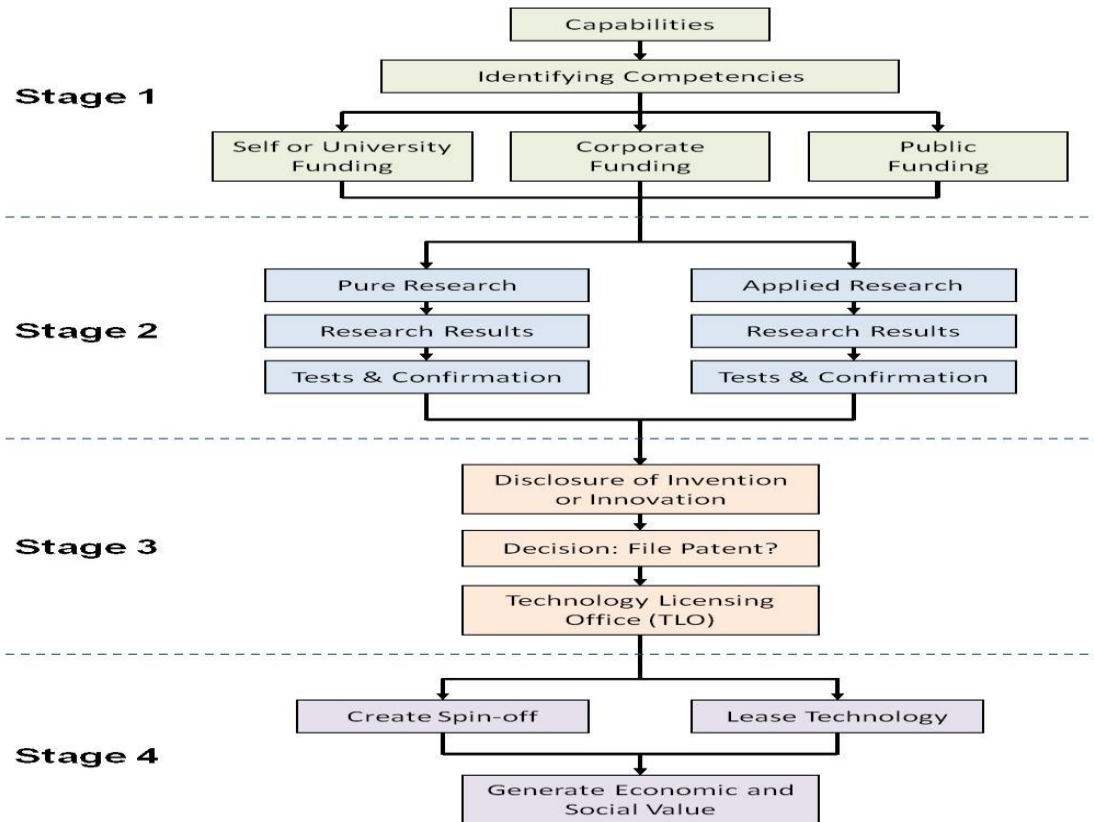 Capabilities
Identifying Competencies
Stage 1
Self or University
Funding
Corporate
Funding
Public
Funding
Pure Research
Applied Research
Stage 2
Research Results
Research Results
Tests & Confirmation
Tests & Confirmation
Disclosure of Invention
or Innovation
Stage 3
Decision: File Patent?
Technology Licensing
Office (TLO)
Create Spin-off
Lease Technology
Stage 4
Generate Economic and
Social Value